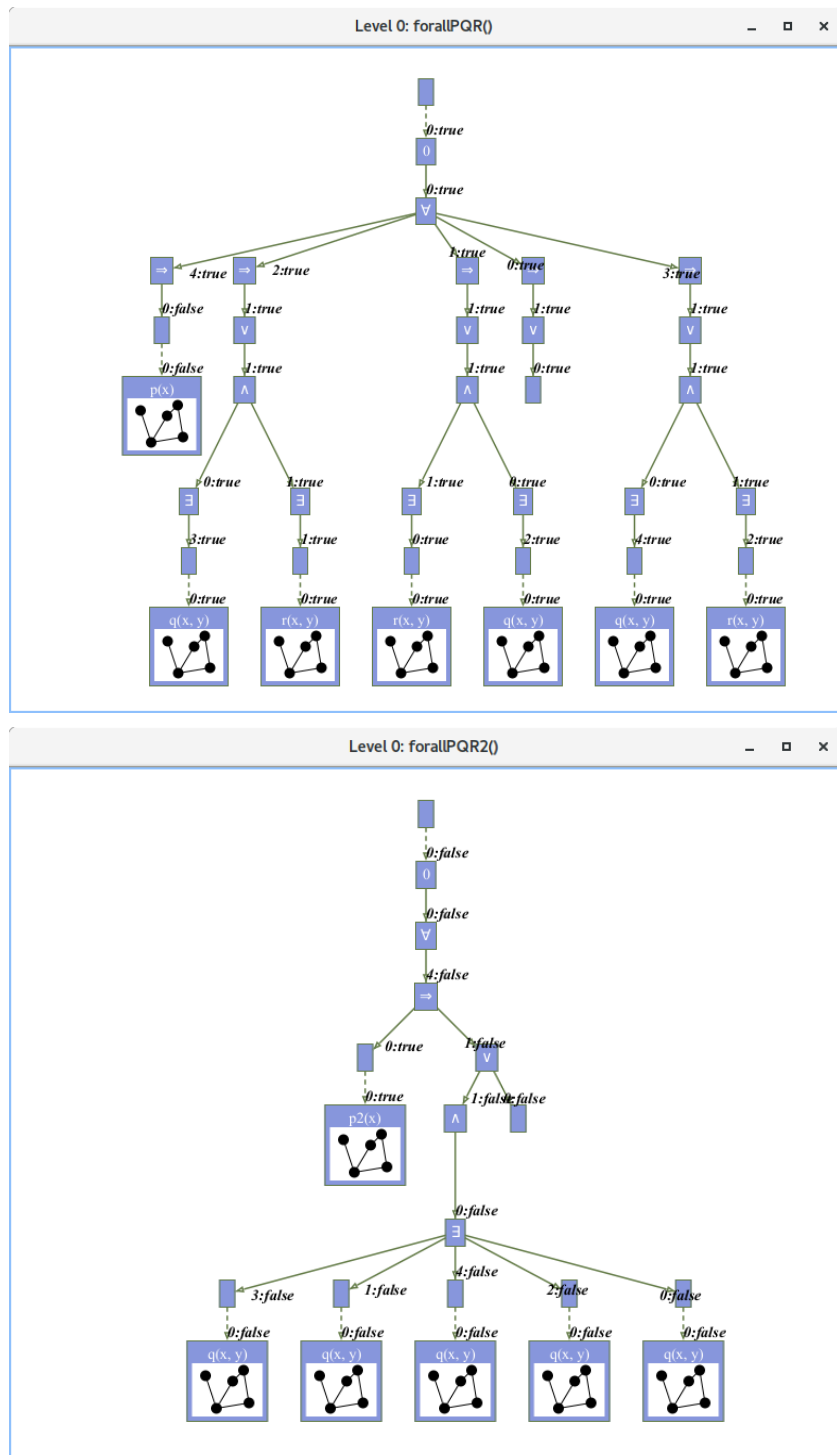 Level 0: forallPQR()
0:true
()
0:true
∀
⇒ ⇒ ⇒ ⇒ ⇒
4:true 2:true 1:true 0:true 3:true
0:false 1:true 1:true 1:true 1:true
∨ ∨ ∨ ∨
0:false 1:true 1:true 0:true 1:true
p(x) ∧ ∧ ∧
0:true 1:true 1:true 0:true 0:true 1:true
∃ ∃ ∃ ∃ ∃ ∃
3:true 1:true 0:true 2:true 4:true 2:true
0:true 0:true 0:true 0:true 0:true 0:true
q(x, y) r(x, y) r(x, y) q(x, y) q(x, y) r(x, y)
Level 0: forallPQR2()
0:false
()
0:false
∀
4:false
⇒
0:true 1:false
∨
0:true 1:false 0:false
p2(x) ∧
0:false
∃
3:false 1:false 4:false 2:false 0:false
0:false 0:false 0:false 0:false 0:false
q(x, y) q(x, y) q(x, y) q(x, y) q(x, y)